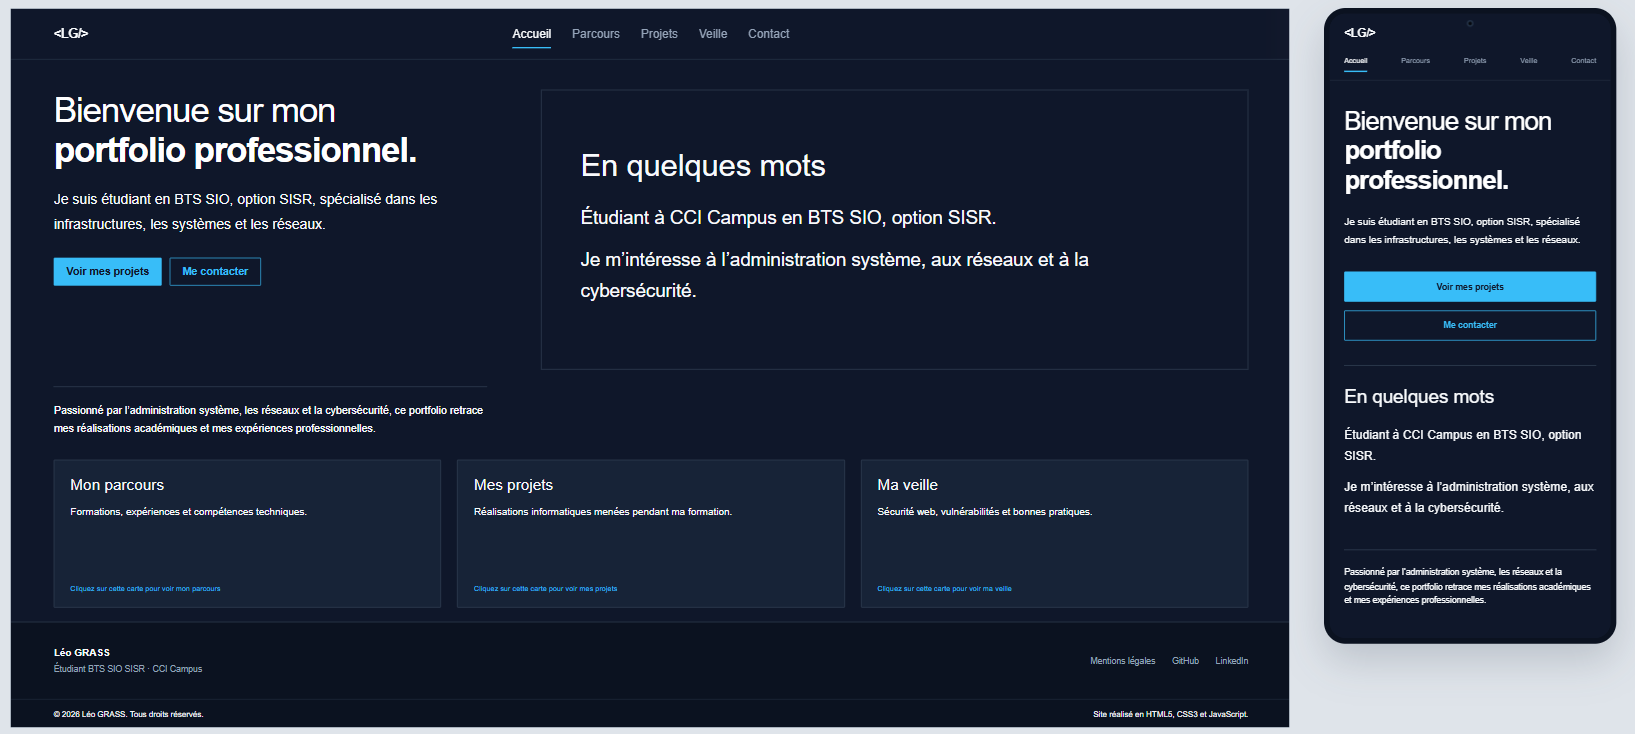 <LG/>
Accueil Parcours Projets Veille Contact
Bienvenue sur mon
portfolio professionnel.
Je suis étudiant en BTS SIO, option SISR, spécialisé dans les
infrastructures, les systèmes et les réseaux.
Voir mes projets Me contacter
En quelques mots
Étudiant à CCI Campus en BTS SIO, option SISR.
Je m’intéresse à l’administration système, aux réseaux et à la
cybersécurité.
Passionné par l’administration système, les réseaux et la cybersécurité, ce portfolio retrace
mes réalisations académiques et mes expériences professionnelles.
Mon parcours
Formations, expériences et compétences techniques.
Cliquez sur cette carte pour voir mon parcours
Mes projets
Réalisations informatiques menées pendant ma formation.
Cliquez sur cette carte pour voir mes projets
Ma veille
Sécurité web, vulnérabilités et bonnes pratiques.
Cliquez sur cette carte pour voir ma veille
Léo GRASS
Étudiant BTS SIO SISR · CCI Campus
Mentions légales GitHub LinkedIn
© 2026 Léo GRASS. Tous droits réservés.
Site réalisé en HTML5, CSS3 et JavaScript.
<LG/>
Accueil Parcours Projets Veille Contact
Bienvenue sur mon
portfolio
professionnel.
Je suis étudiant en BTS SIO, option SISR, spécialisé
dans les infrastructures, les systèmes et les réseaux.
Voir mes projets
Me contacter
En quelques mots
Étudiant à CCI Campus en BTS SIO, option
SISR.
Je m’intéresse à l’administration système, aux
réseaux et à la cybersécurité.
Passionné par l’administration système, les réseaux et la
cybersécurité, ce portfolio retrace mes réalisations académiques
et mes expériences professionnelles.